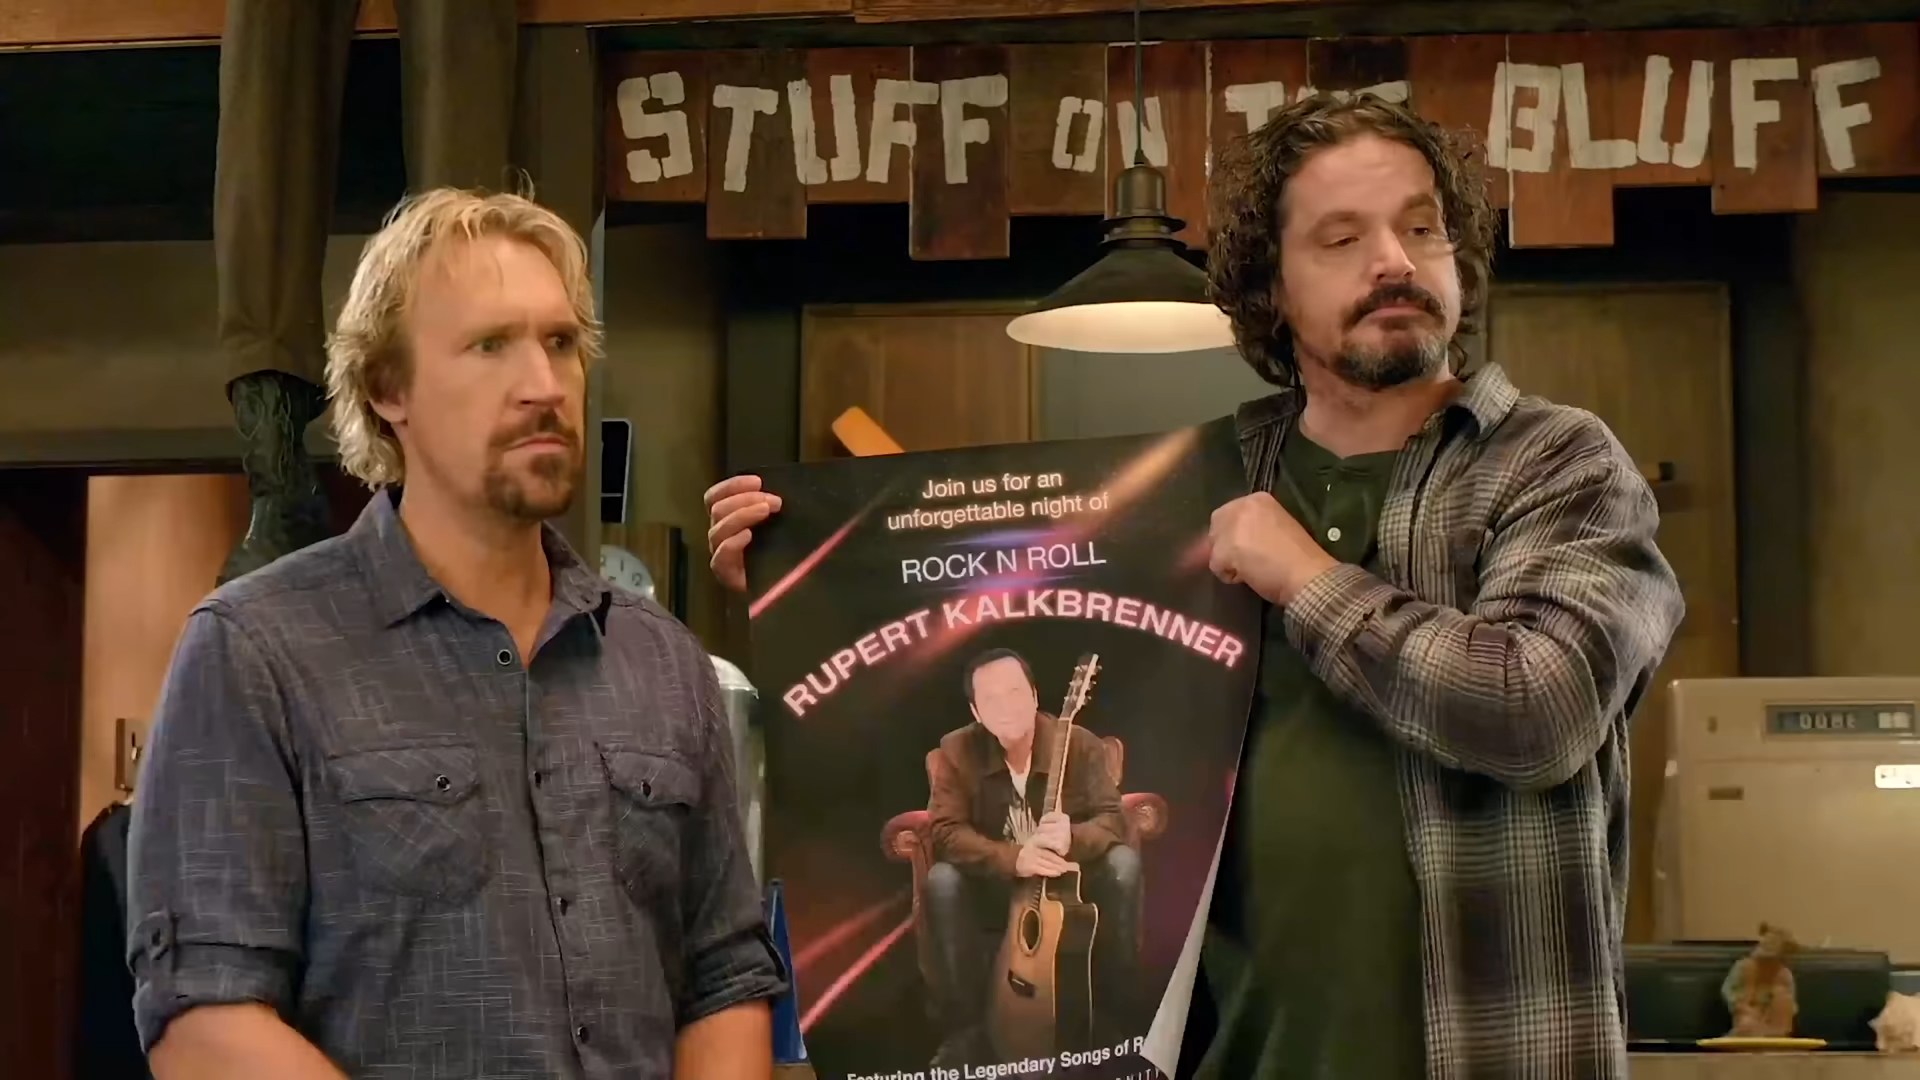 STUFF ON THE BLUFF
Join us for an
unforgettable night of
ROCK N ROLL
RUPERT KALKBRENNER
Featuring the Legendary Songs of